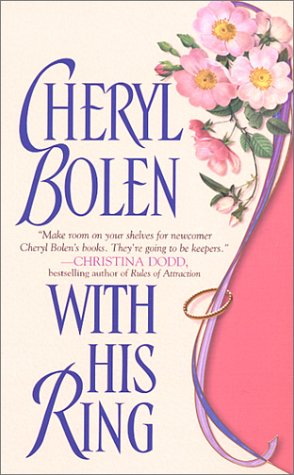 CHERYL
BOLEN
"Make room on your shelves for newcomer
Cheryl Bolen's books. They're going to be keepers."
—CHRISTINA DODD,
bestselling author of Rules of Attraction
WITH
HIS
RING